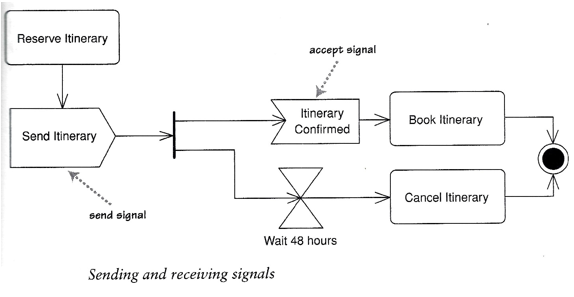 Reserve Itinerary
accept signal
Send Itinerary
Itinerary
Confirmed
Book Itinerary
send signal
Wait 48 hours
Cancel Itinerary
Sending and receiving signals